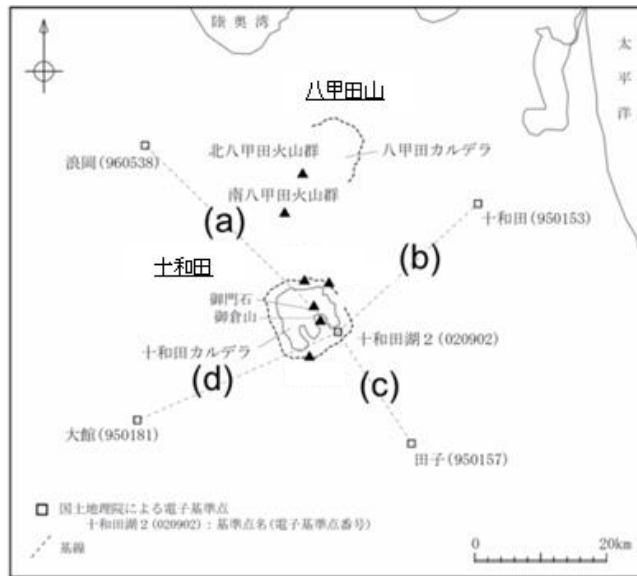 陸奥湾
太平洋
八甲田山
北八甲田火山群
八甲田カルデラ
浪岡(960538)
南八甲田火山群
(a)
十和田(950153)
(b)
十和田
御門石
御倉山
十和田湖2(020902)
十和田カルデラ
(d)
(c)
大館(950181)
田子(950157)
国土地理院による電子基準点
十和田湖2(020902):基準点名(電子基準点番号)
基線
0 20km